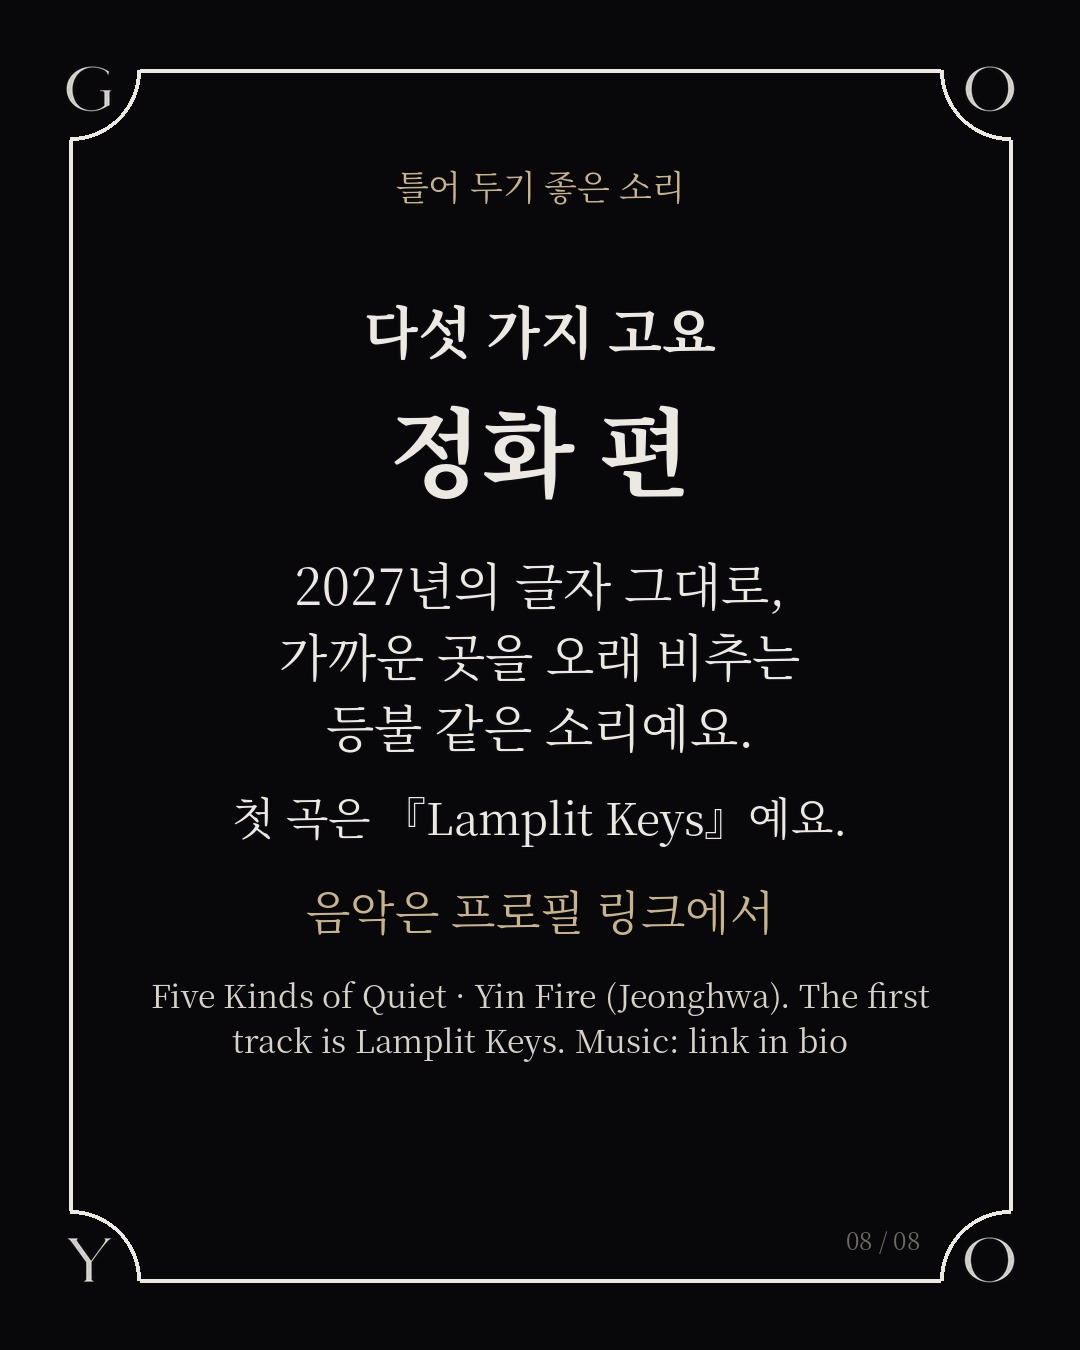 G O
틀어 두기 좋은 소리
다섯 가지 고요
정화 편
2027년의 글자 그대로,
가까운 곳을 오래 비추는
등불 같은 소리예요.
첫 곡은 『Lamplit Keys』예요.
음악은 프로필 링크에서
Five Kinds of Quiet · Yin Fire (Jeonghwa). The first
track is Lamplit Keys. Music: link in bio
08 / 08
Y O